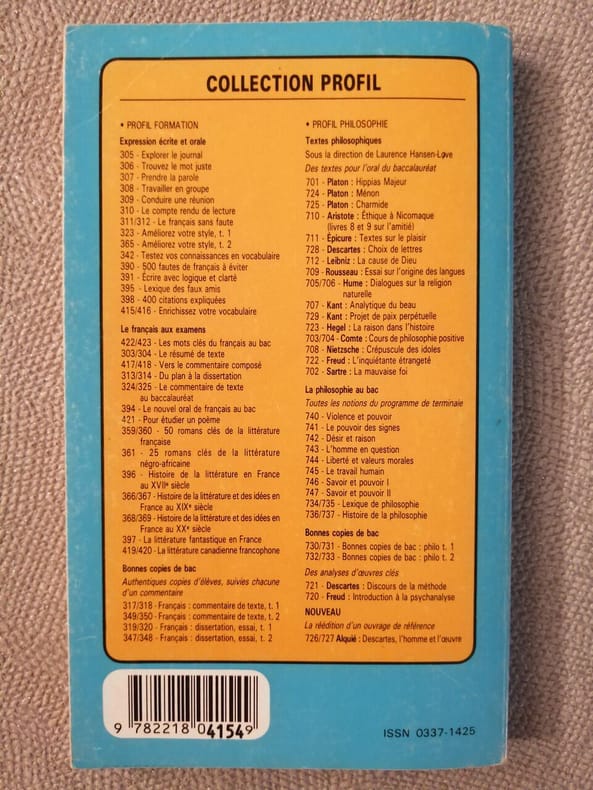 COLLECTION PROFIL
• PROFIL FORMATION
Expression écrite et orale
305 - Explorer le journal
306 - Trouvez le mot juste
307 - Prendre la parole
308 - Travailler en groupe
309 - Conduire une réunion
310 - Le compte rendu de lecture
311/312 - Le français sans faute
323 - Améliorez votre style, t. 1
365 - Améliorez votre style, t. 2
342 - Testez vos connaissances en vocabulaire
390 - 500 fautes de français à éviter
391 - Écrire avec logique et clarté
395 - Lexique des faux amis
398 - 400 citations expliquées
415/416 - Enrichissez votre vocabulaire
Le français aux examens
422/423 - Les mots clés du français au bac
303/304 - Le résumé de texte
417/418 - Vers le commentaire composé
313/314 - Du plan à la dissertation
324/325 - Le commentaire de texte
au baccalauréat
394 - Le nouvel oral de français au bac
421 - Pour étudier un poème
359/360 - 50 romans clés de la littérature
française
361 - 25 romans clés de la littérature
négro-africaine
396 - Histoire de la littérature en France
au XVIIe siècle
366/367 - Histoire de la littérature et des idées en
France au XIXe siècle
368/369 - Histoire de la littérature et des idées en
France au XXe siècle
397 - La littérature fantastique en France
419/420 - La littérature canadienne francophone
Bonnes copies de bac
Authentiques copies d'élèves, suivies chacune
d'un commentaire
317/318 - Français : commentaire de texte, t. 1
349/350 - Français : commentaire de texte, t. 2
319/320 - Français : dissertation, essai, t. 1
347/348 - Français : dissertation, essai, t. 2
• PROFIL PHILOSOPHIE
Textes philosophiques
Sous la direction de Laurence Hansen-Løve
Des textes pour l'oral du baccalauréat
701 - Platon : Hippias Majeur
724 - Platon : Ménon
725 - Platon : Charmide
710 - Aristote : Éthique à Nicomaque
(livres 8 et 9 sur l'amitié)
711 - Épicure : Textes sur le plaisir
728 - Descartes : Choix de lettres
712 - Leibniz : La cause de Dieu
709 - Rousseau : Essai sur l'origine des langues
705/706 - Hume : Dialogues sur la religion
naturelle
707 - Kant : Analytique du beau
729 - Kant : Projet de paix perpétuelle
723 - Hegel : La raison dans l'histoire
703/704 - Comte : Cours de philosophie positive
708 - Nietzsche : Crépuscule des idoles
722 - Freud : L'inquiétante étrangeté
702 - Sartre : La mauvaise foi
La philosophie au bac
Toutes les notions du programme de terminale
740 - Violence et pouvoir
741 - Le pouvoir des signes
742 - Désir et raison
743 - L'homme en question
744 - Liberté et valeurs morales
745 - Le travail humain
746 - Savoir et pouvoir I
747 - Savoir et pouvoir II
734/735 - Lexique de philosophie
736/737 - Histoire de la philosophie
Bonnes copies de bac
730/731 - Bonnes copies de bac : philo t. 1
732/733 - Bonnes copies de bac : philo t. 2
Des analyses d'œuvres clés
721 - Descartes : Discours de la méthode
720 - Freud : Introduction à la psychanalyse
NOUVEAU
La réédition d'un ouvrage de référence
726/727 Alquié : Descartes, l'homme et l'œuvre
9 782218 041549
ISSN 0337-1425